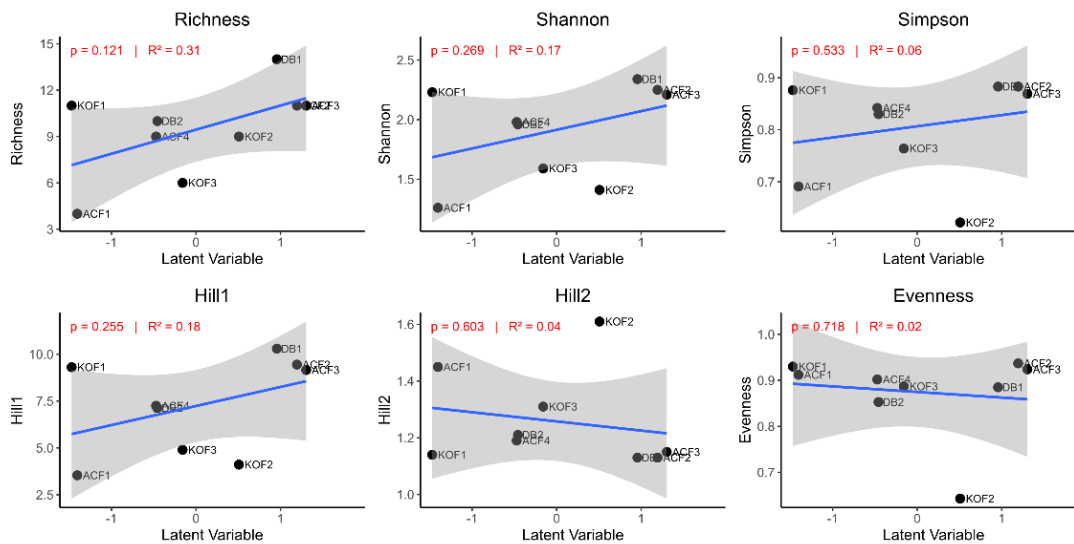 Richness
p = 0.121 | R² = 0.31
15
12
9
6
3
Richness
KOF1
ACF1
DB2
ACF4
KOF3
KOF2
DB1
ACF3
-1
0
1
Latent Variable
Shannon
p = 0.269 | R² = 0.17
2.5
2.0
1.5
Shannon
KOF1
ACF1
ACF4
DB2
KOF3
KOF2
DB1
ACF2
ACF3
-1
0
1
Latent Variable
Simpson
p = 0.533 | R² = 0.06
0.9
0.8
0.7
Simpson
KOF1
ACF1
ACF4
DB2
KOF3
KOF2
DB1
ACF2
ACF3
-1
0
1
Latent Variable
Hill1
p = 0.255 | R² = 0.18
10.0
7.5
5.0
2.5
Hill1
KOF1
ACF1
ACF4
KOF3
KOF2
DB1
ACF2
ACF3
-1
0
1
Latent Variable
Hill2
p = 0.603 | R² = 0.04
1.6
1.4
1.2
1.0
Hill2
KOF2
ACF1
KOF3
DB2
ACF4
KOF1
ACF2
ACF3
-1
0
1
Latent Variable
Evenness
p = 0.718 | R² = 0.02
1.0
0.9
0.8
0.7
Evenness
KOF1
ACF1
ACF4
KOF3
DB2
DB1
ACF2
ACF3
KOF2
-1
0
1
Latent Variable